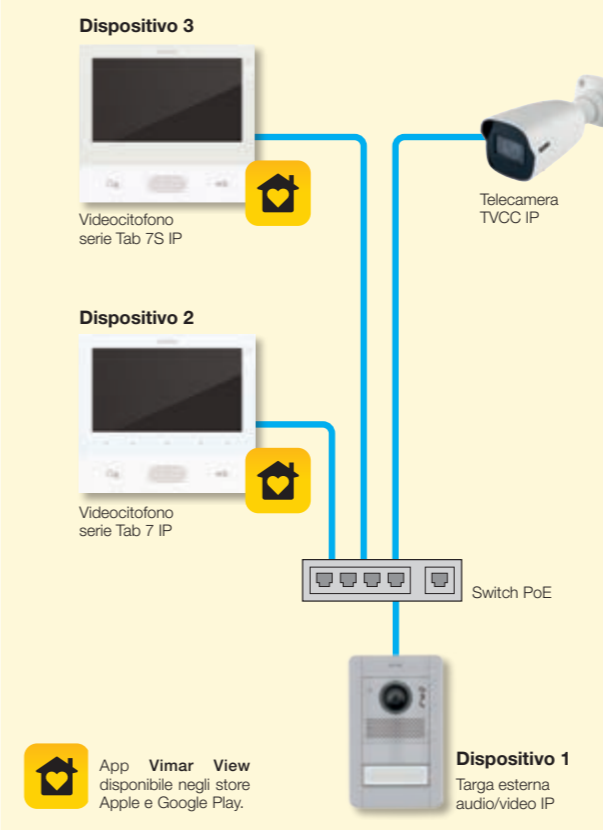 Dispositivo 3
Videocitofono
serie Tab 7S IP
Telecamera
TVCC IP
Dispositivo 2
Videocitofono
serie Tab 7 IP
Switch PoE
Dispositivo 1
Targa esterna
audio/video IP
App Vimar View
disponibile negli store
Apple e Google Play.